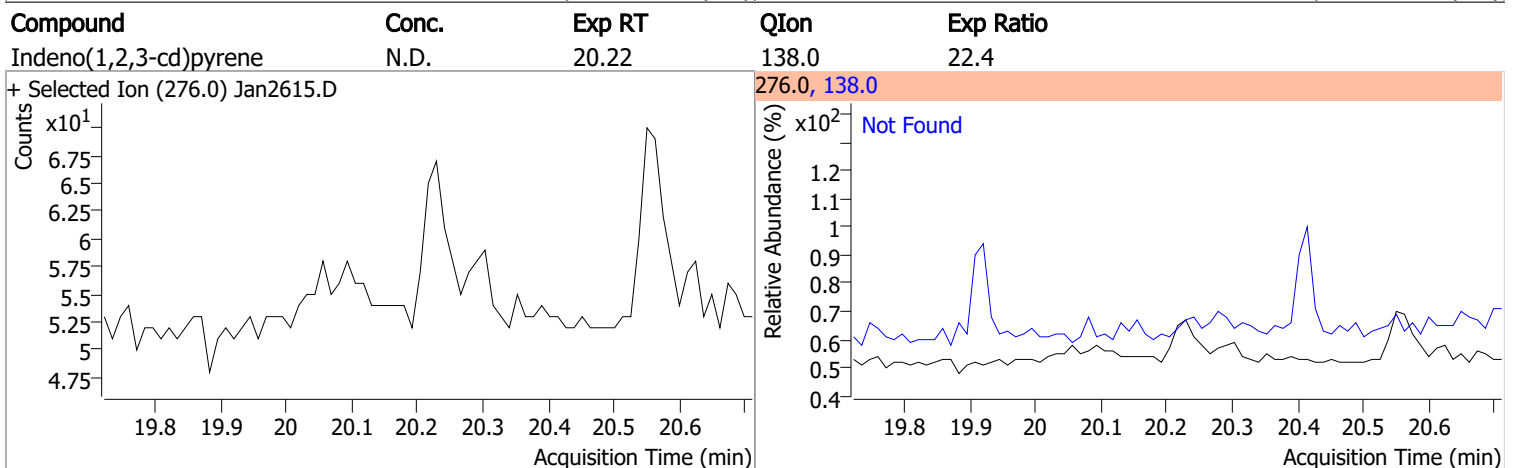 Compound Conc. Exp RT QIon Exp Ratio
Indeno(1,2,3-cd)pyrene N.D. 20.22 138.0 22.4
+ Selected Ion (276.0) Jan2615.D
Counts
x10¹
6.75
6.5
6.25
6
5.75
5.5
5.25
5
4.75
19.8 19.9 20 20.1 20.2 20.3 20.4 20.5 20.6
Acquisition Time (min)
276.0, 138.0
Relative Abundance (%)
x10²
Not Found
1.2
1.1
1
0.9
0.8
0.7
0.6
0.5
0.4
19.8 19.9 20 20.1 20.2 20.3 20.4 20.5 20.6
Acquisition Time (min)